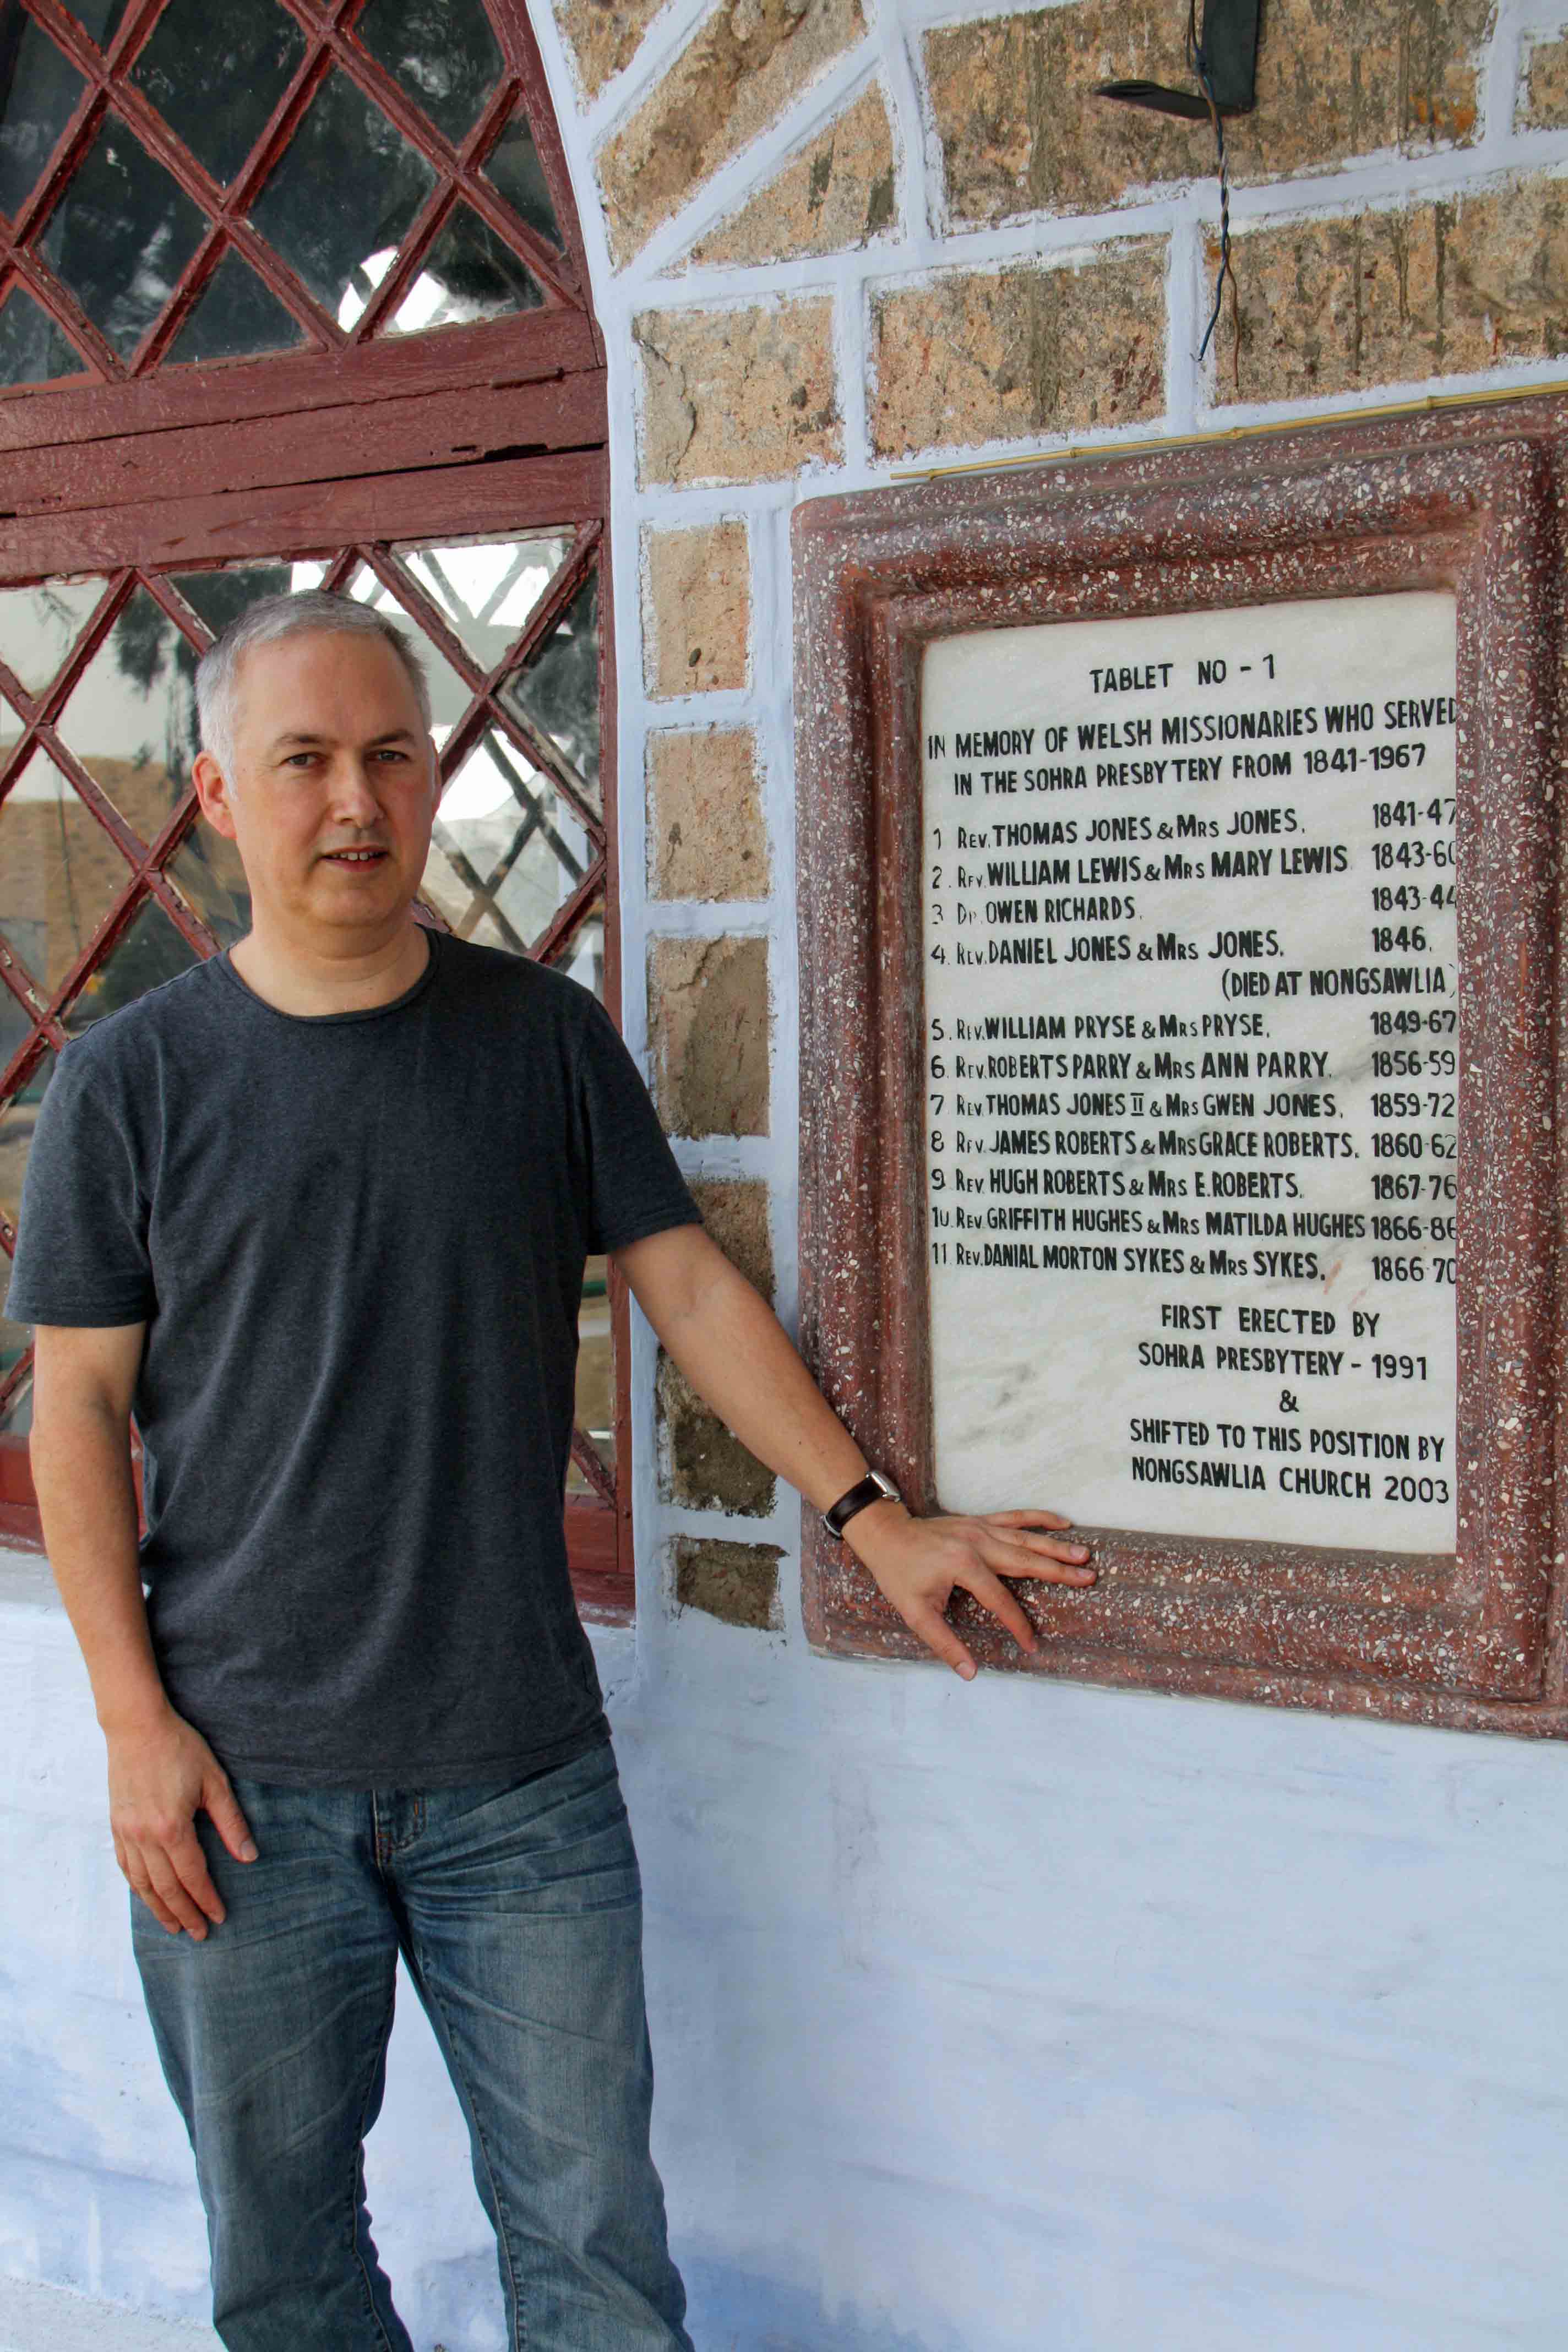 TABLET NO - 1
IN MEMORY OF WELSH MISSIONARIES WHO SERVED
IN THE SOHRA PRESBYTERY FROM 1841-1967
1 REV. THOMAS JONES & MRS JONES. 1841-47
2. REV. WILLIAM LEWIS & MRS MARY LEWIS 1843-60
3 Dr. OWEN RICHARDS. 1843-44
4. REV. DANIEL JONES & MRS JONES. 1846.
(DIED AT NONGSAWLIA)
5. REV. WILLIAM PRYSE & MRS PRYSE. 1849-67
6. REV. ROBERTS PARRY & MRS ANN PARRY. 1856-59
7 REV. THOMAS JONES II & MRS GWEN JONES. 1859-72
8 REV. JAMES ROBERTS & MRS GRACE ROBERTS. 1860-62
9 REV. HUGH ROBERTS & MRS E. ROBERTS. 1867-76
10. REV. GRIFFITH HUGHES & MRS MATILDA HUGHES 1866-86
11 REV. DANIAL MORTON SYKES & MRS SYKES. 1866-70
FIRST ERECTED BY
SOHRA PRESBYTERY - 1991
&
SHIFTED TO THIS POSITION BY
NONGSAWLIA CHURCH 2003